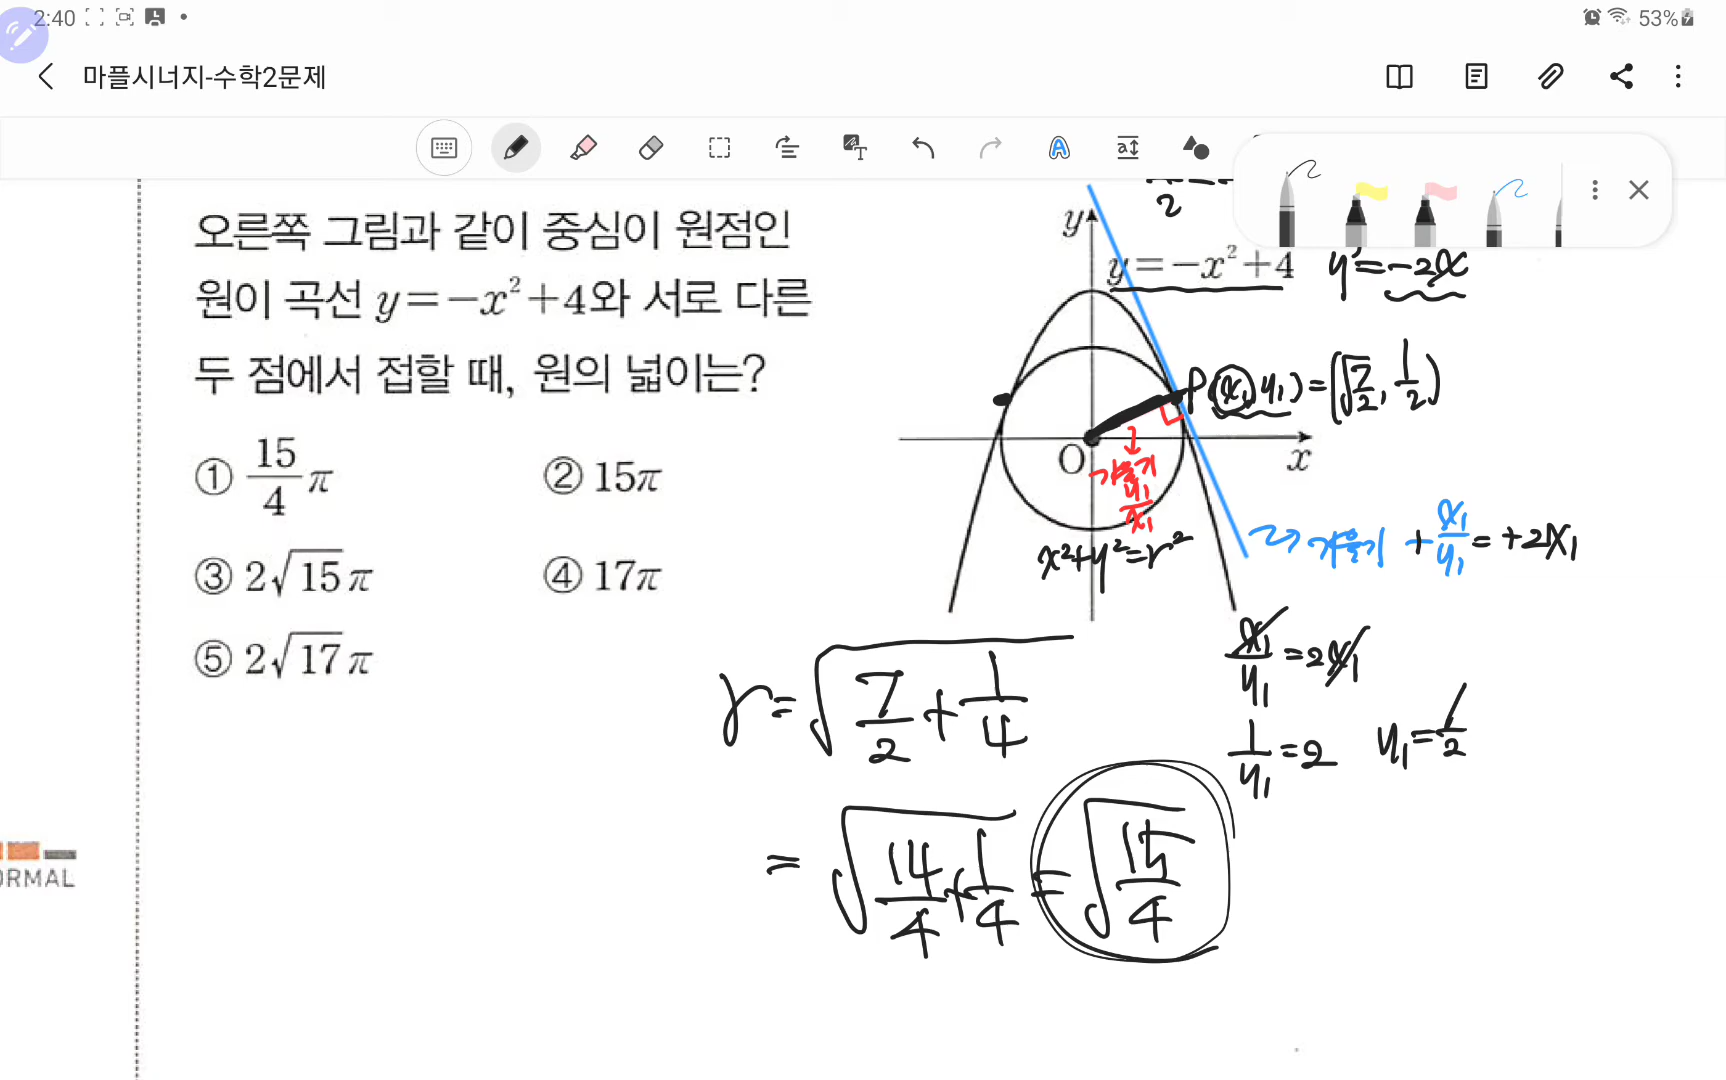 2:40
53%
마플시너지-수학2문제
오른쪽 그림과 같이 중심이 원점인
원이 곡선 y=-x²+4와 서로 다른
두 점에서 접할 때, 원의 넓이는?
① 15/4 π
② 15π
③ 2√15 π
④ 17π
⑤ 2√17 π
2
y
y=-x²+4
y'=-2x
P(x₁, y₁)=(√7/2, 1/2)
O
x
기울기
y₁/x₁
x²+y²=r²
기울기 +x₁/y₁=+2x₁
x₁/y₁=2x₁
1/y₁=2
y₁=1/2
r=√(7/2+1/4)
=√(14/4+1/4)=√(15/4)
ORMAL